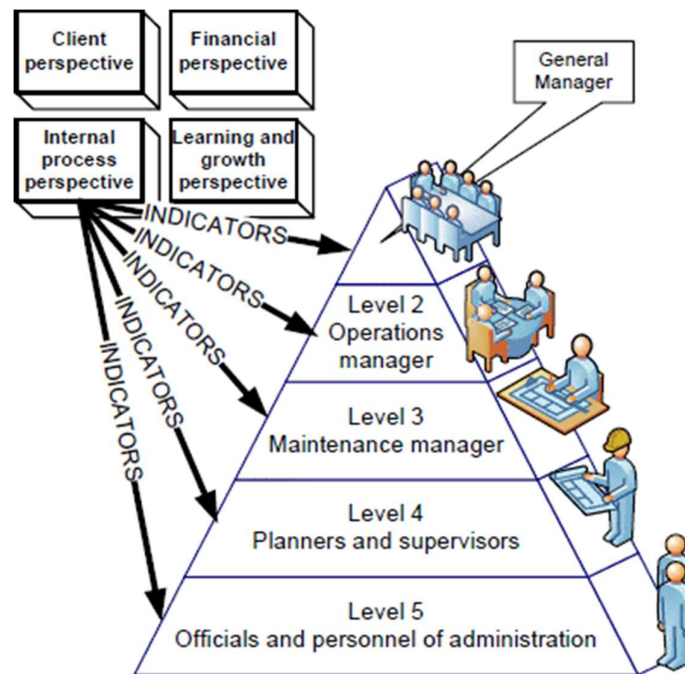 Client
perspective
Financial
perspective
General
Manager
Internal
process
perspective
Learning and
growth
perspective
INDICATORS
INDICATORS
INDICATORS
INDICATORS
INDICATORS
Level 2
Operations
manager
Level 3
Maintenance manager
Level 4
Planners and supervisors
Level 5
Officials and personnel of administration